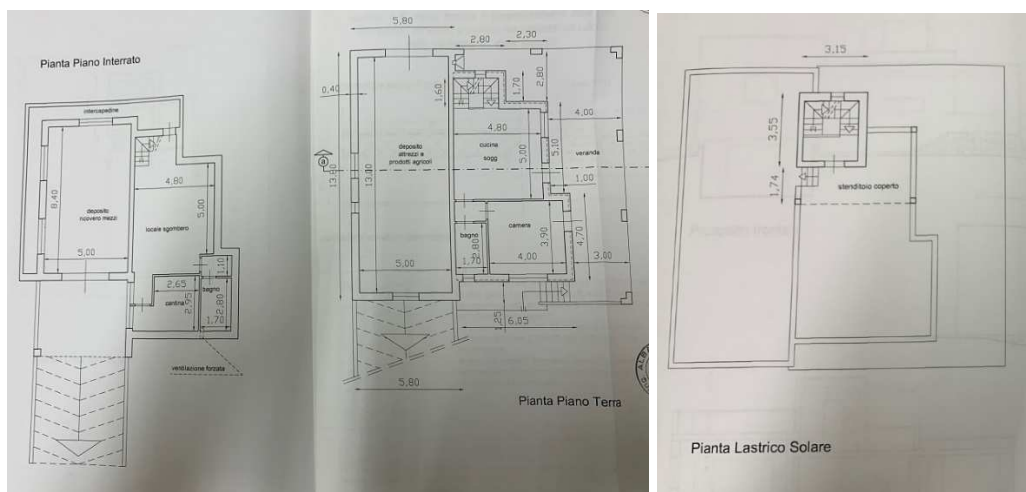 Pianta Piano Interrato
intercapedine
8,40
deposito
ricovero mezzi
5,00
4,80
5,00
locale sgombero
2,65
cantina
2,95
bagno
1,10
2,80
1,70
ventilazione forzata
5,80
0,40
13,80
13,00
deposito
attrezzi e
prodotti agricoli
5,00
2,80
2,30
1,60
1,70
2,80
4,80
cucina
sogg
5,00
5,10
4,00
veranda
1,00
bagno
2,80
1,70
camera
3,90
4,00
4,70
3,00
1,25
6,05
5,80
a
Pianta Piano Terra
3,15
3,55
1,74
stenditoio coperto
Pianta Lastrico Solare